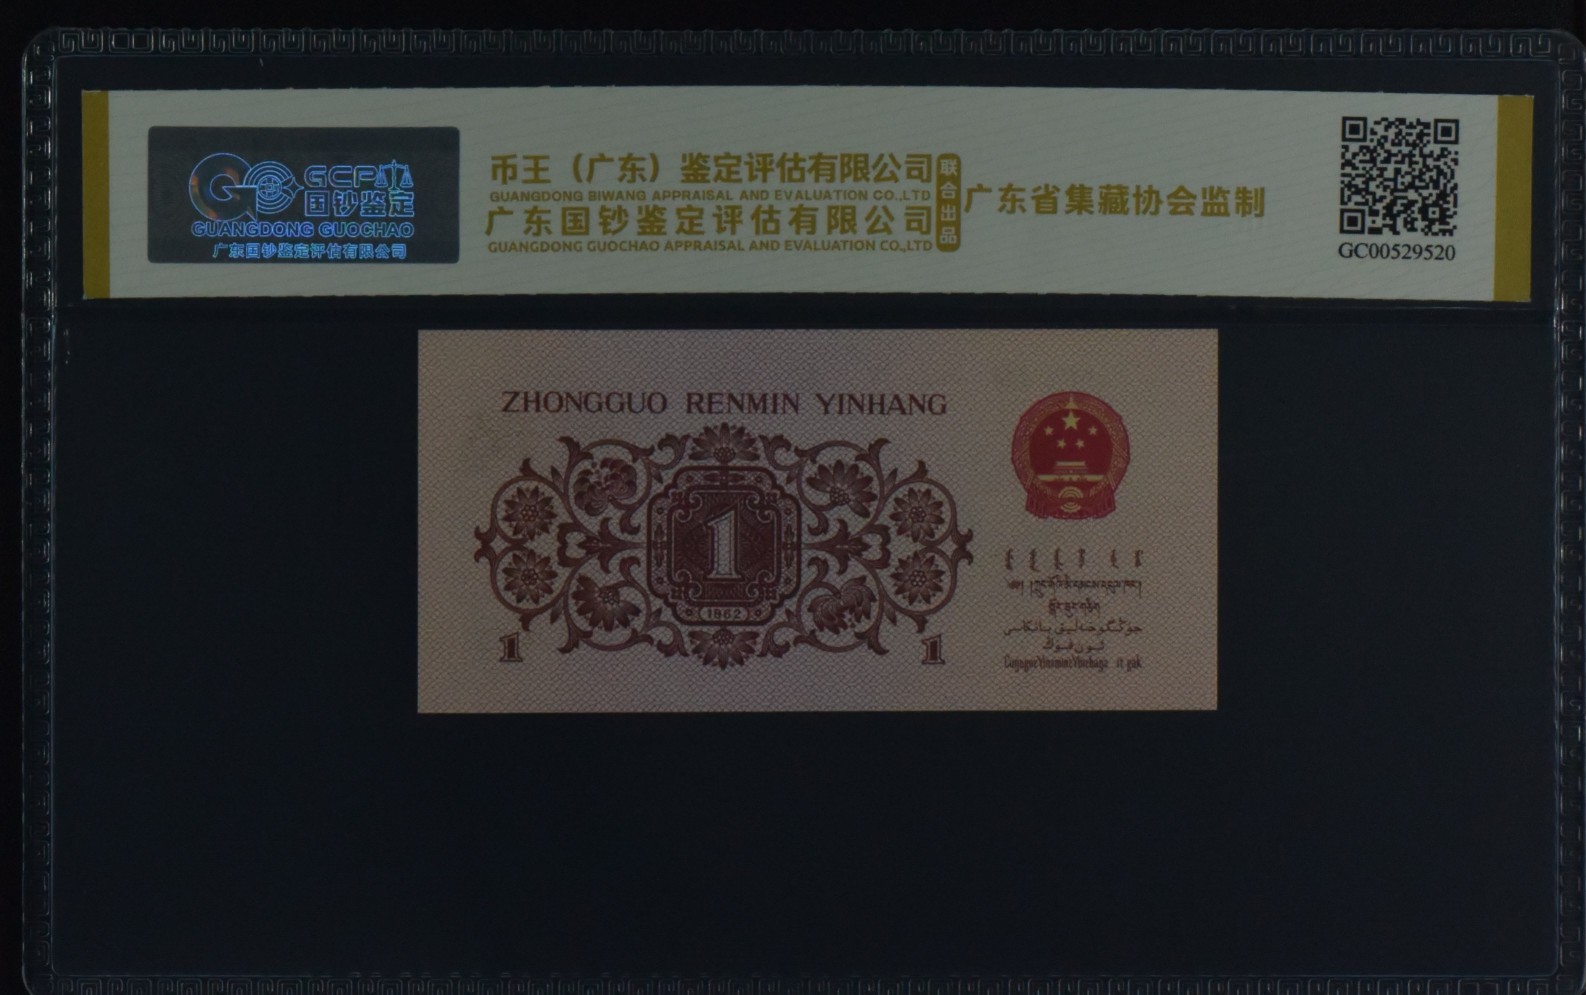 GCP
国钞鉴定
GUANGDONG GUOCHAO
广东国钞鉴定评估有限公司
币王（广东）鉴定评估有限公司
GUANGDONG BIWANG APPRAISAL AND EVALUATION CO.,LTD
广东国钞鉴定评估有限公司
GUANGDONG GUOCHAO APPRAISAL AND EVALUATION CO.,LTD
联合出品
广东省集藏协会监制
GC00529520
ZHONGGUO RENMIN YINHANG
1
1962
1
1
جۇڭگو خەلق بانكىسى